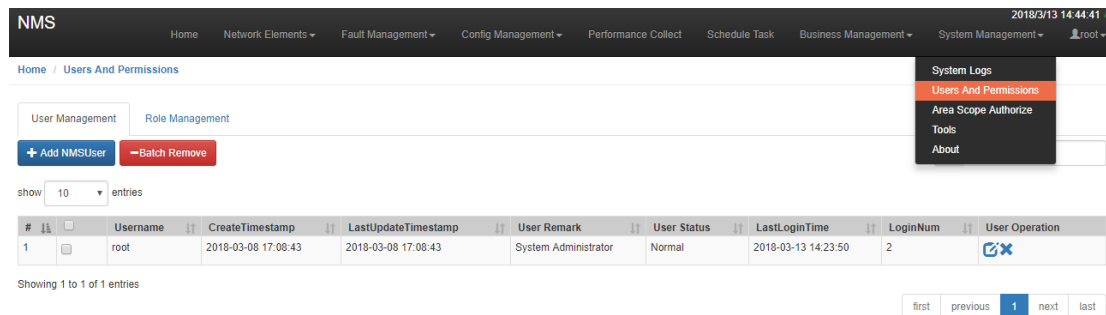 NMS
2018/3/13 14:44:41
Home Network Elements Fault Management Config Management Performance Collect Schedule Task Business Management System Management root
Home / Users And Permissions
System Logs
Users And Permissions
Area Scope Authorize
Tools
About
User Management Role Management
+ Add NMSUser −Batch Remove
show 10 entries
# Username CreateTimestamp LastUpdateTimestamp User Remark User Status LastLoginTime LoginNum User Operation
1 root 2018-03-08 17:08:43 2018-03-08 17:08:43 System Administrator Normal 2018-03-13 14:23:50 2
Showing 1 to 1 of 1 entries
first previous 1 next last